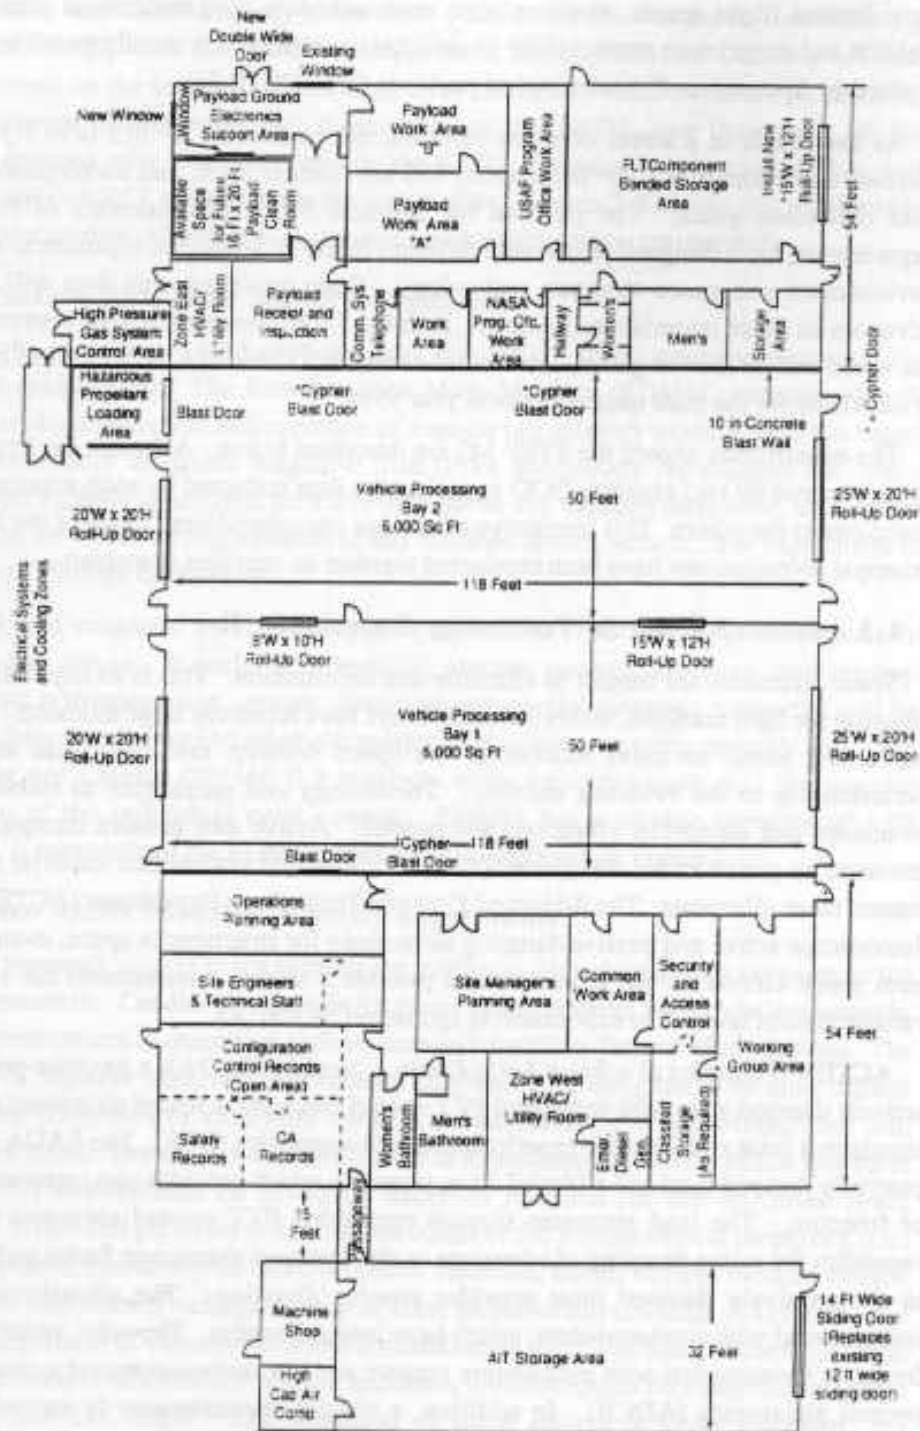 New
Double Wide
Door
Existing
Window
New Window
Window
Payload Ground
Electronics
Support Area
Payload
Work Area
"B"
USAF Program
Office Work Area
FLT Component
Bonded Storage
Area
Install New
*15'W x 12'H
Roll-Up Door
54 Feet
Available
Space
for Future
16 Ft x 20 Ft
Payload
Clean
Room
Payload
Work Area
"A"
High Pressure
Gas System
Control Area
Zone East
HVAC/
Utility Room
Payload
Receipt and
Inspection
Comm. Sys
Telephone
Work
Area
NASA
Prog. Ofc.
Work
Area
Hallway
Women's
Men's
Storage
Area
Hazardous
Propellant
Loading
Area
Blast Door
*Cypher
Blast Door
*Cypher
Blast Door
10 in Concrete
Blast Wall
* = Cypher Door
20'W x 20'H
Roll-Up Door
Vehicle Processing
Bay 2
6,000 Sq Ft
50 Feet
25'W x 20'H
Roll-Up Door
118 Feet
Electrical Systems
and Cooling Zones
8'W x 10'H
Roll-Up Door
15'W x 12'H
Roll-Up Door
20'W x 20'H
Roll-Up Door
Vehicle Processing
Bay 1
6,000 Sq Ft
50 Feet
25'W x 20'H
Roll-Up Door
118 Feet
Blast Door
Cypher
Blast Door
Operations
Planning Area
Site Engineers
& Technical Staff
Site Manager's
Planning Area
Common
Work Area
Security
and
Access
Control
Working
Group Area
54 Feet
Configuration
Control Records
(Open Area)
Safety
Records
QA
Records
Women's
Bathroom
Men's
Bathroom
Zone West
HVAC/
Utility Room
Emer
Diesel
Gen.
Classified
Storage
(As Required)
15
Feet
Passageway
Machine
Shop
High
Cap Air
Comp
AIT Storage Area
32 Feet
14 Ft Wide
Sliding Door
(Replaces
existing
12 ft wide
sliding door)